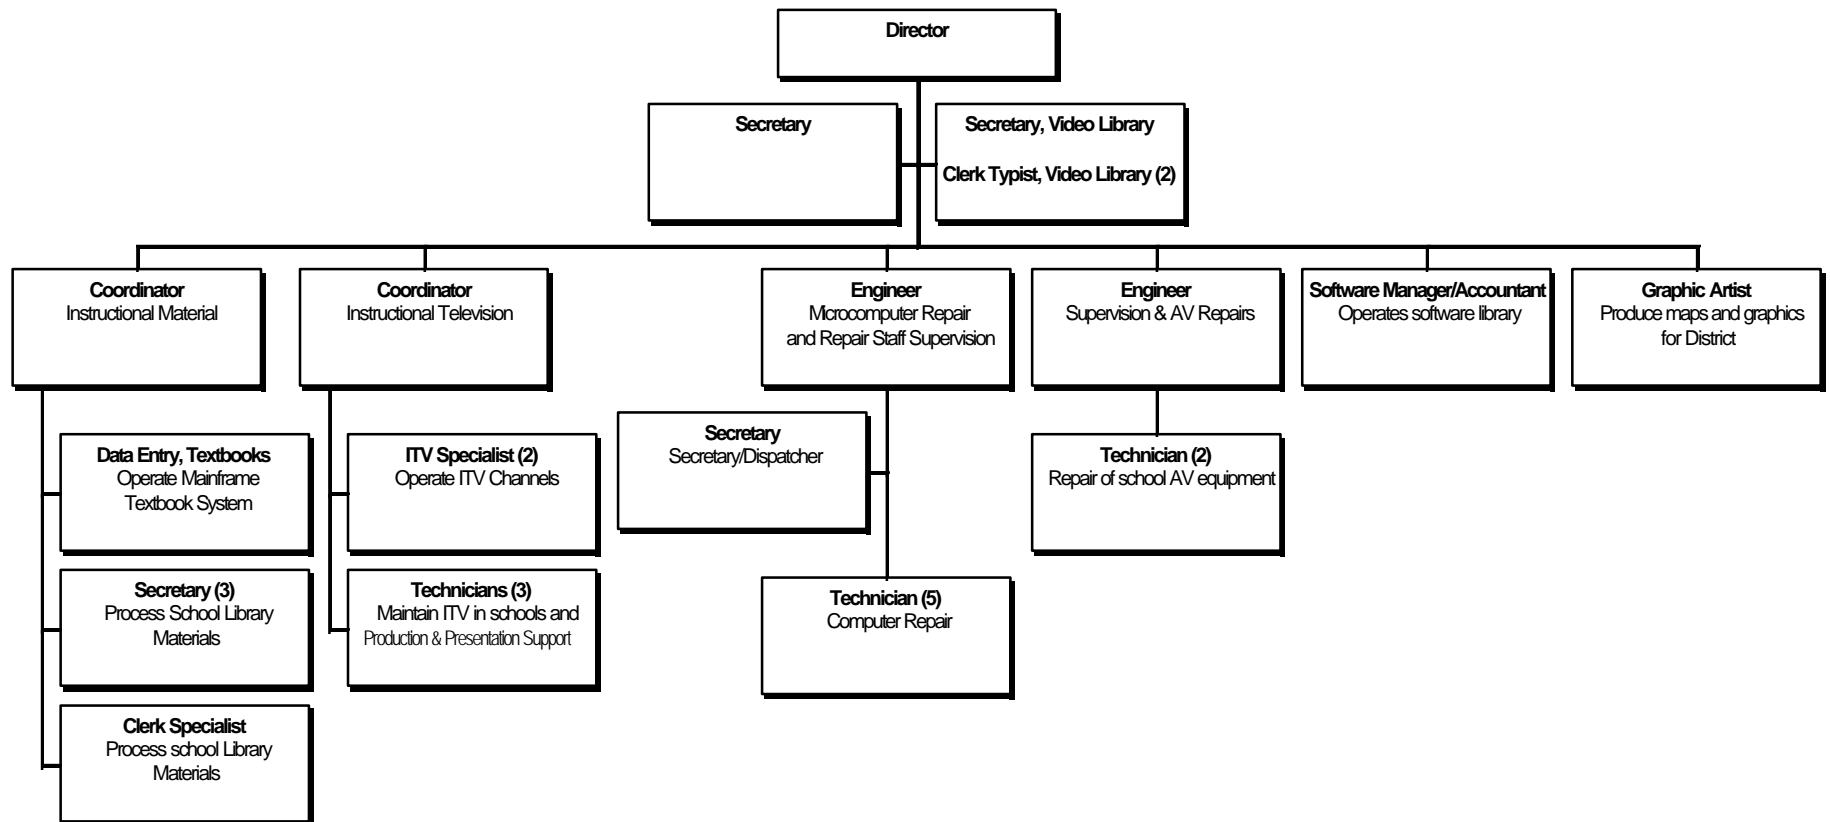 Director
Secretary
Secretary, Video Library
Clerk Typist, Video Library (2)
Coordinator
Instructional Material
Coordinator
Instructional Television
Engineer
Microcomputer Repair
and Repair Staff Supervision
Engineer
Supervision & AV Repairs
Software Manager/Accountant
Operates software library
Graphic Artist
Produce maps and graphics
for District
Data Entry, Textbooks
Operate Mainframe
Textbook System
Secretary (3)
Process School Library
Materials
Clerk Specialist
Process school Library
Materials
ITV Specialist (2)
Operate ITV Channels
Technicians (3)
Maintain ITV in schools and
Production & Presentation Support
Secretary
Secretary/Dispatcher
Technician (5)
Computer Repair
Technician (2)
Repair of school AV equipment